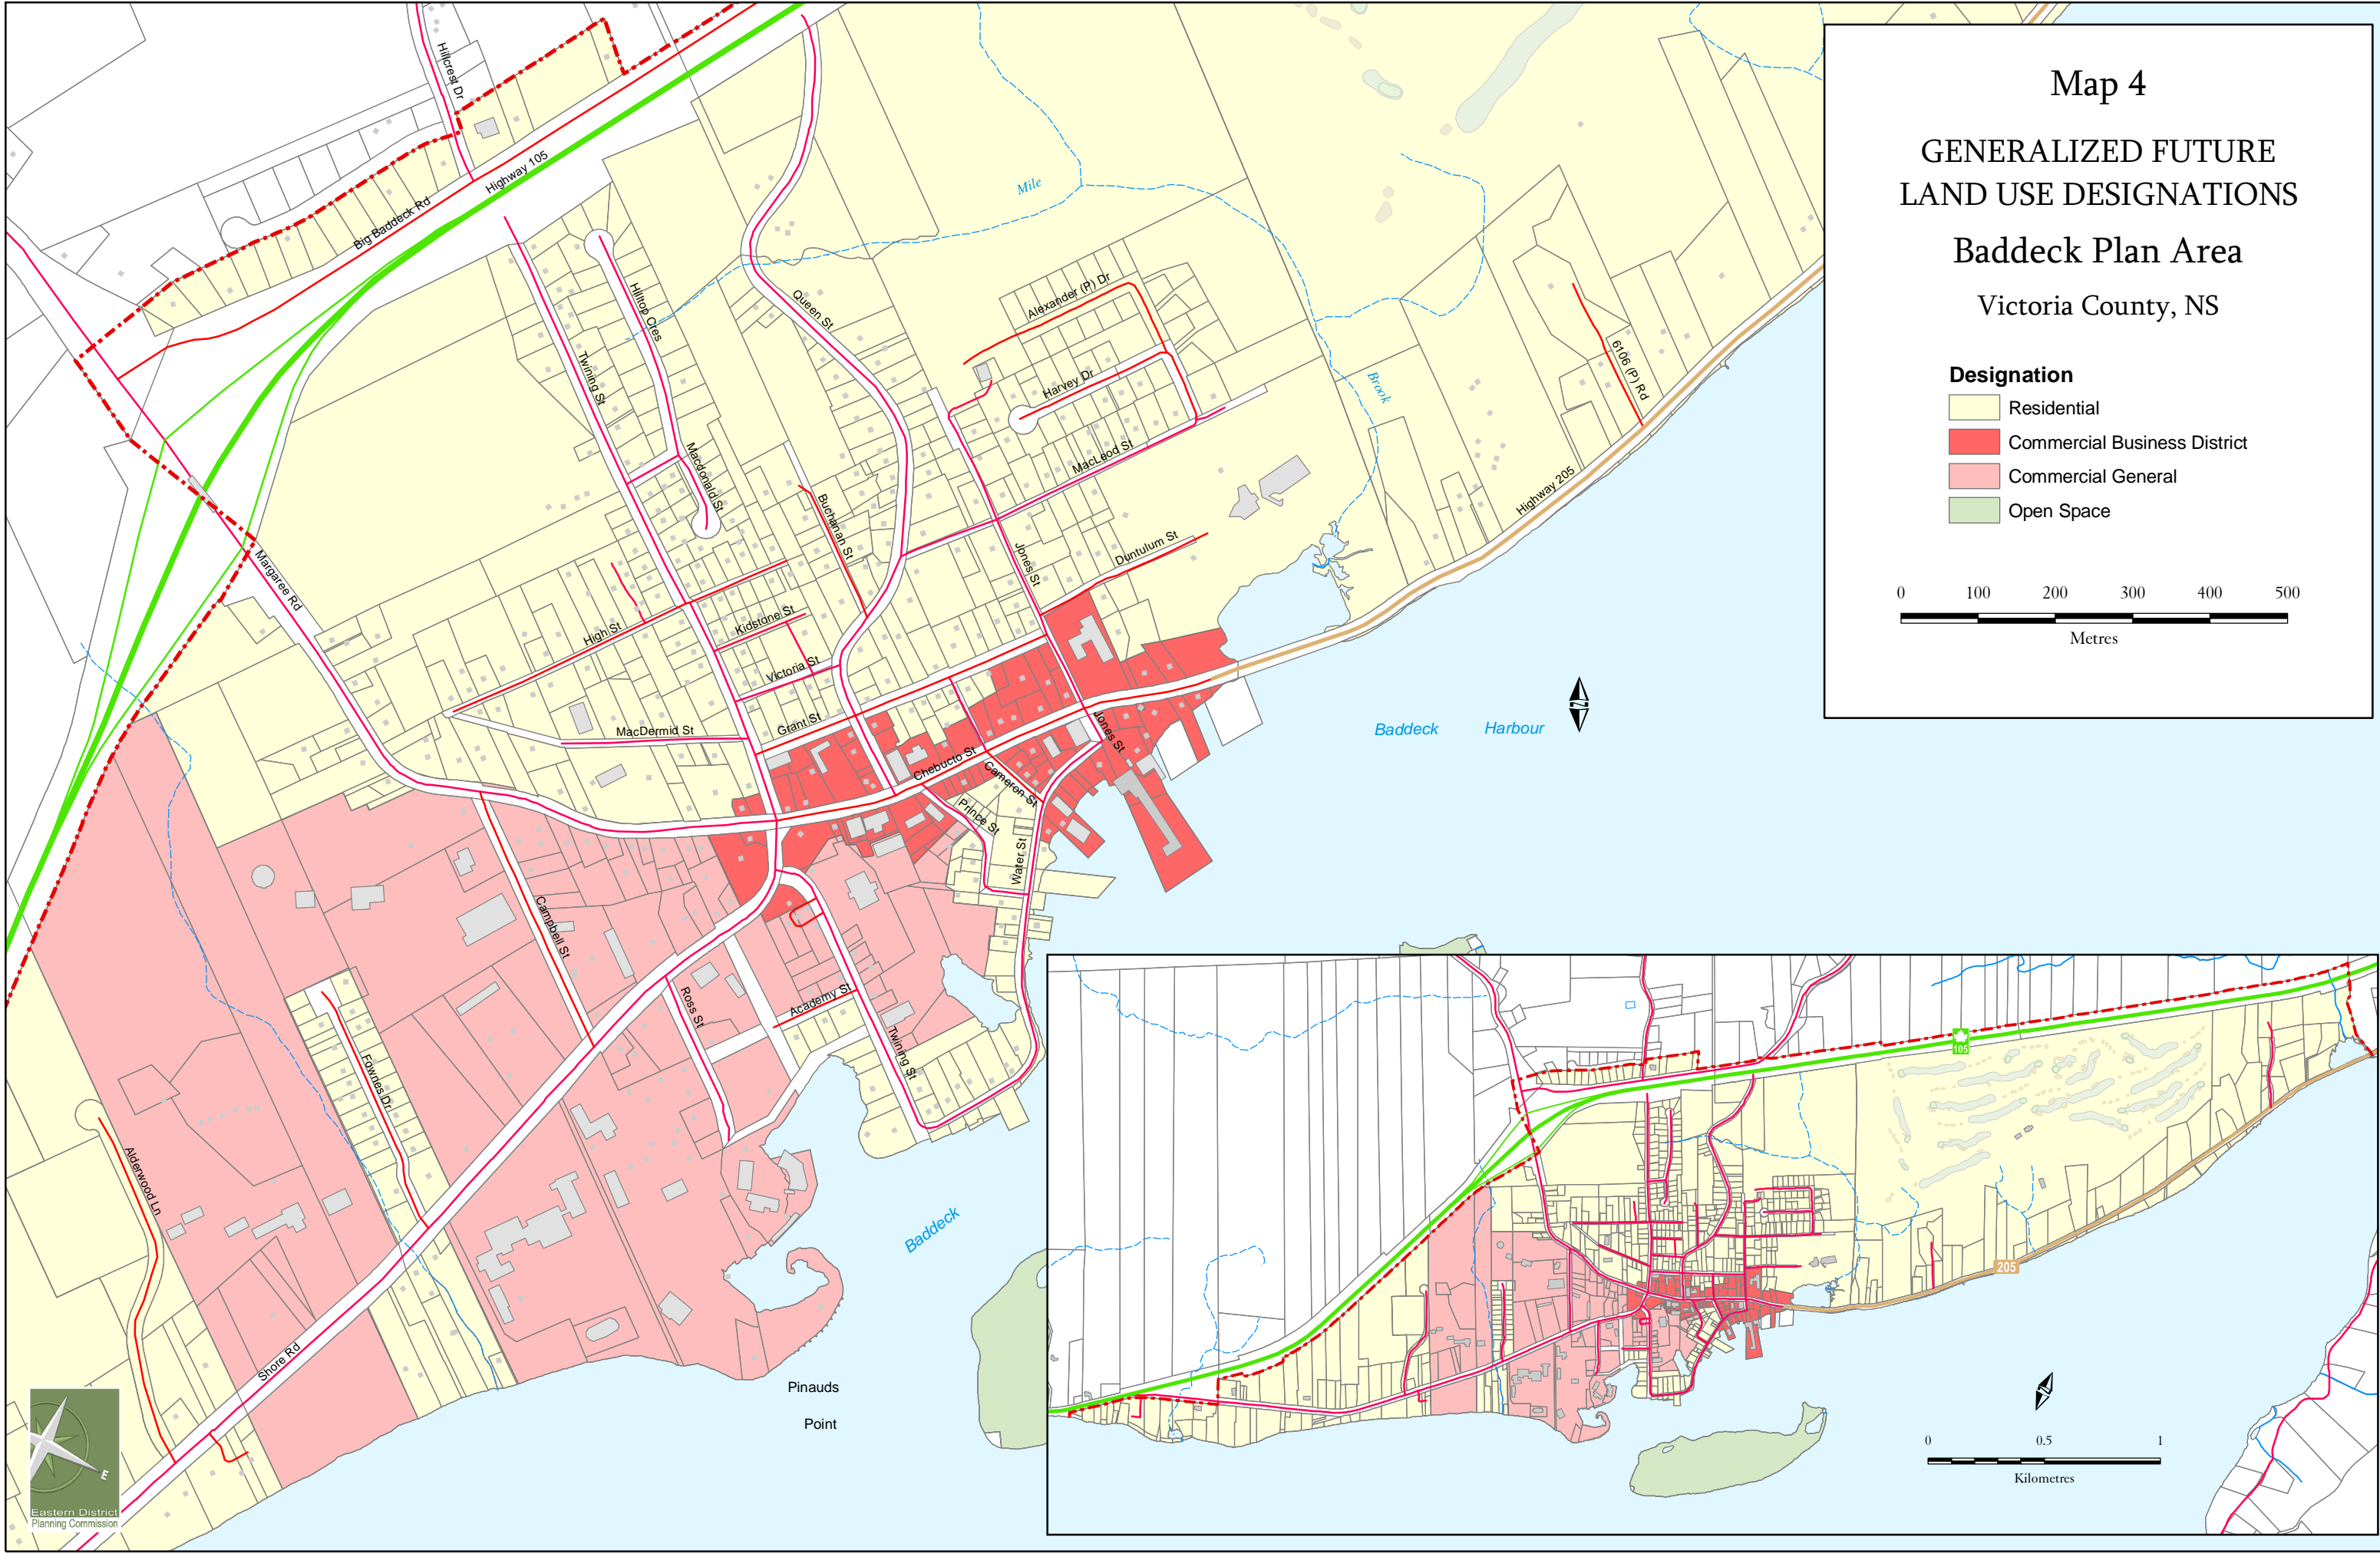 Map 4
GENERALIZED FUTURE
LAND USE DESIGNATIONS
Baddeck Plan Area
Victoria County, NS
Designation
Residential
Commercial Business District
Commercial General
Open Space
0 100 200 300 400 500
Metres
Hillcrest Dr
Highway 105
Big Baddeck Rd
Mile
Brook
Hilltop Cres
Twining St
Queen St
Alexander (P) Dr
Harvey Dr
MacLeod St
6106 (P) Rd
Highway 205
Macdonald St
Buchanan St
Jones St
Duntulum St
Margaree Rd
High St
Kidstone St
Victoria St
Grant St
MacDermid St
Chebucto St
Jones St
Cameron St
Prince St
Water St
Baddeck Harbour
Campbell St
Ross St
Academy St
Twining St
Fownes Dr
Alderwood Ln
Shore Rd
Baddeck
Pinauds
Point
E
Eastern District
Planning Commission
105
205
0 0.5 1
Kilometres